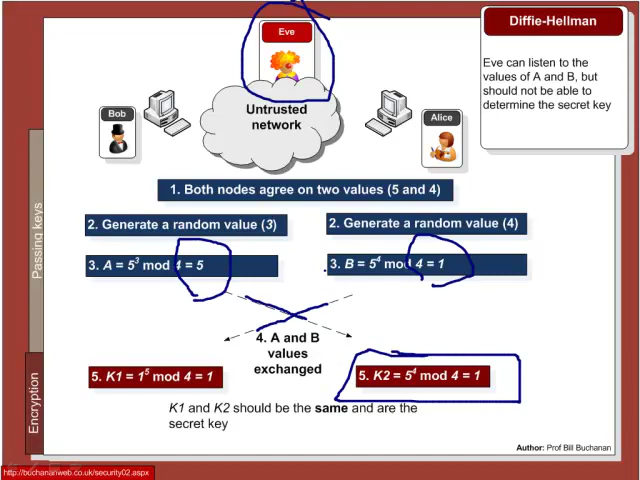 Diffie-Hellman
Eve can listen to the
values of A and B, but
should not be able to
determine the secret key
Eve
Bob
Untrusted
network
Alice
1. Both nodes agree on two values (5 and 4)
2. Generate a random value (3)
2. Generate a random value (4)
3. A = 5³ mod 4 = 5
3. B = 5⁴ mod 4 = 1
4. A and B
values
exchanged
5. K1 = 1⁵ mod 4 = 1
5. K2 = 5⁴ mod 4 = 1
K1 and K2 should be the same and are the
secret key
Passing keys
Encryption
Author: Prof Bill Buchanan
http://buchananweb.co.uk/security02.aspx